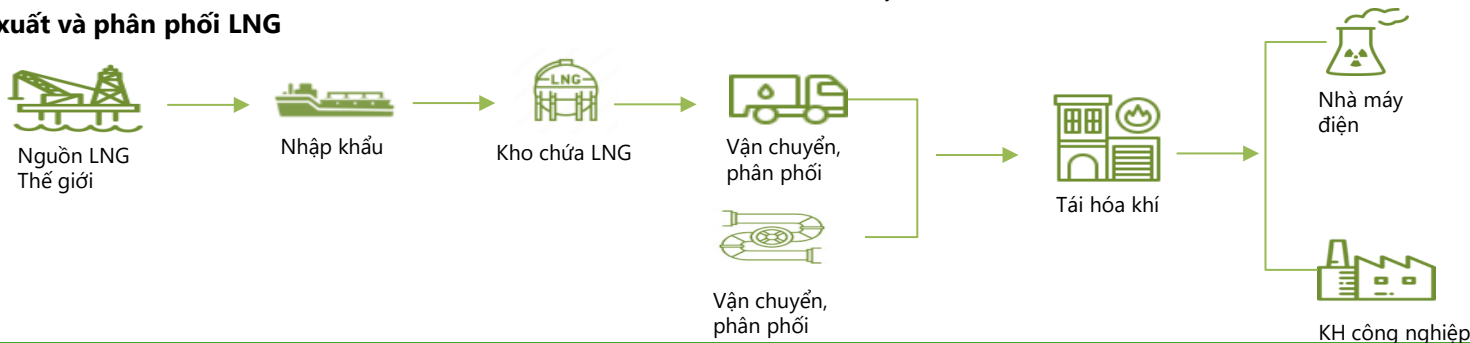 xuất và phân phối LNG
Nguồn LNG
Thế giới
Nhập khẩu
LNG
Kho chứa LNG
Vận chuyển,
phân phối
Vận chuyển,
phân phối
Tái hóa khí
Nhà máy
điện
KH công nghiệp